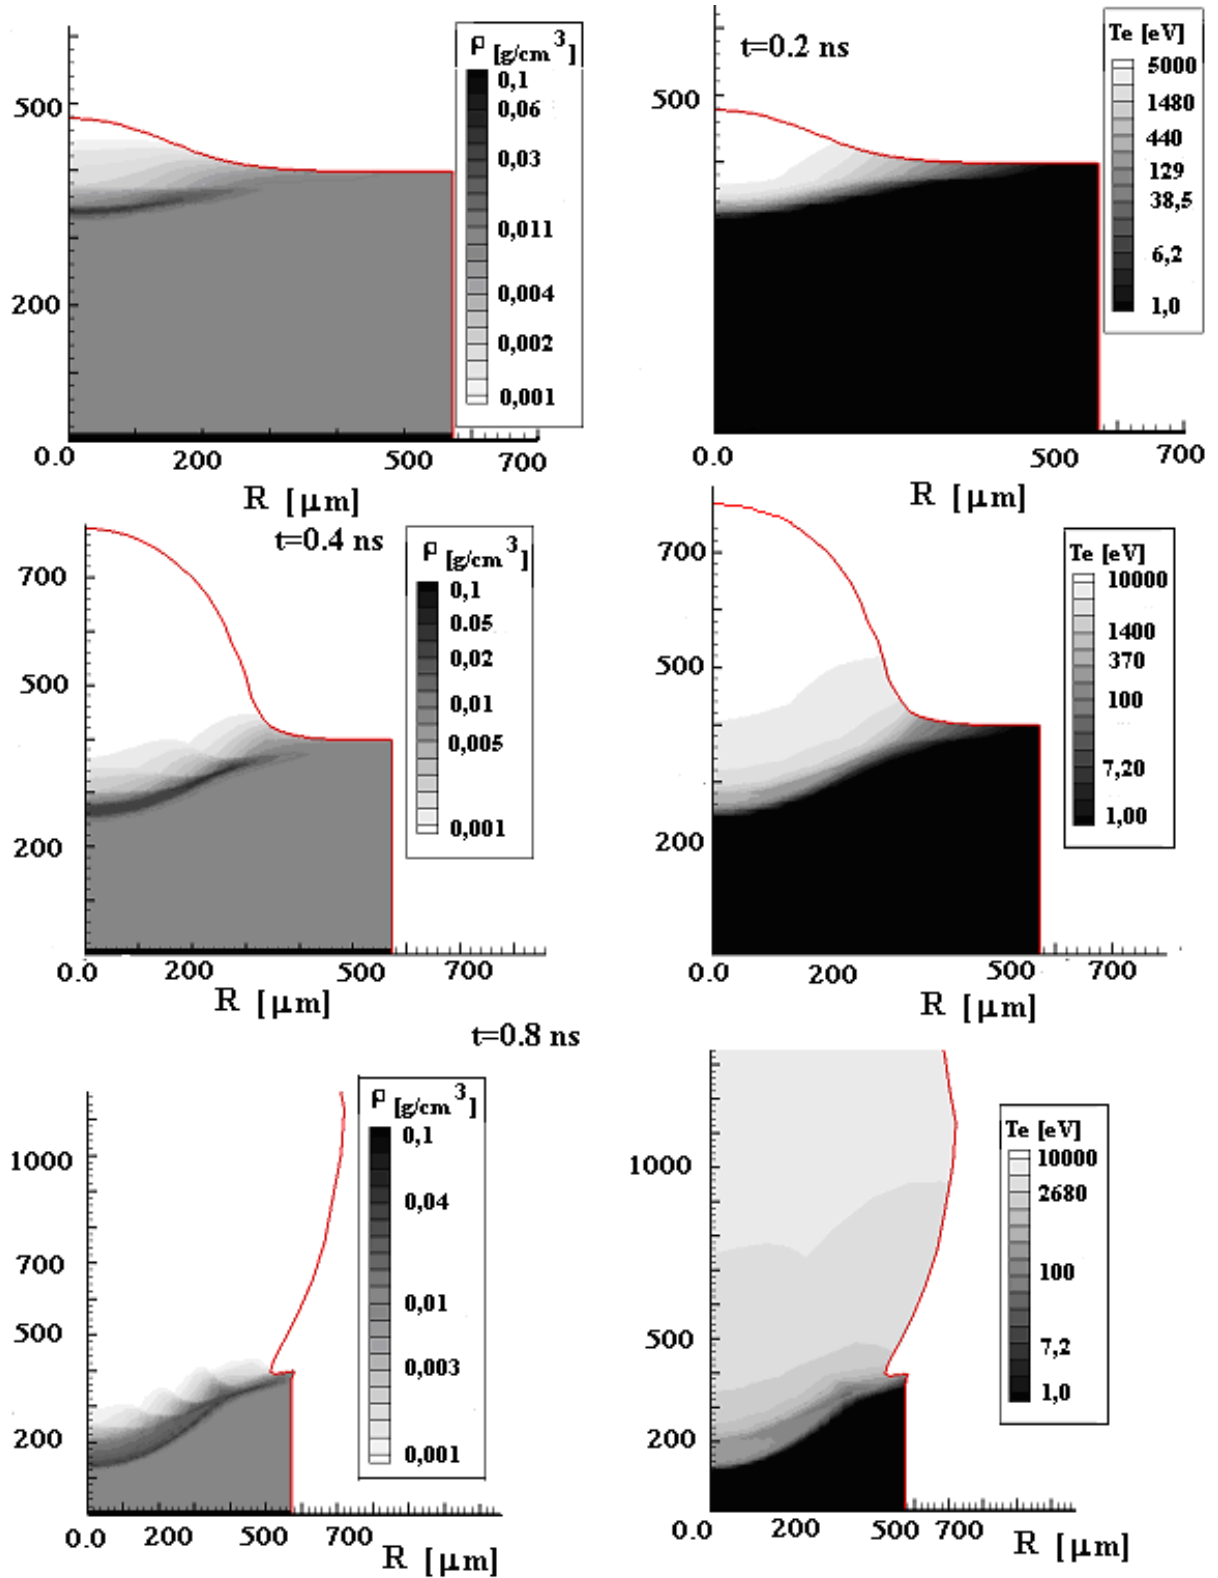 ρ [g/cm³]
0,1
0,06
0,03
0,011
0,004
0,002
0,001
500
200
0.0 200 500 700
R [μm]
t=0.2 ns
Te [eV]
5000
1480
440
129
38,5
6,2
1,0
500
0.0 500 700
R [μm]
t=0.4 ns
ρ [g/cm³]
0,1
0.05
0,02
0,01
0,005
0,001
700
500
200
0.0 200 500 700
R [μm]
Te [eV]
10000
1400
370
100
7,20
1,00
700
500
200
0.0 200 500 700
R [μm]
t=0.8 ns
ρ [g/cm³]
0,1
0,04
0,01
0,003
0,001
1000
700
500
200
0.0 200 500 700
R [μm]
Te [eV]
10000
2680
100
7,2
1,0
1000
500
200
0.0 200 500 700
R [μm]